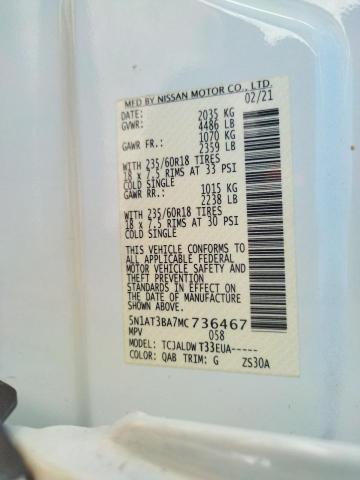 MFD BY NISSAN MOTOR CO., LTD.
DATE: 02/21
GVWR: 2035 KG
4486 LB
GAWR FR.: 1070 KG
2359 LB
WITH 235/60R18 TIRES
18 x 7.5 RIMS AT 33 PSI
COLD SINGLE
GAWR RR.: 1015 KG
2238 LB
WITH 235/60R18 TIRES
18 x 7.5 RIMS AT 30 PSI
COLD SINGLE
THIS VEHICLE CONFORMS TO
ALL APPLICABLE FEDERAL
MOTOR VEHICLE SAFETY
AND THEFT PREVENTION
STANDARDS IN EFFECT ON
THE DATE OF MANUFACTURE
SHOWN ABOVE.
5N1AT3BA7MC736467
MPV 058
MODEL: TCJALDWT33EUA-----
COLOR: QAB TRIM: G ZS30A